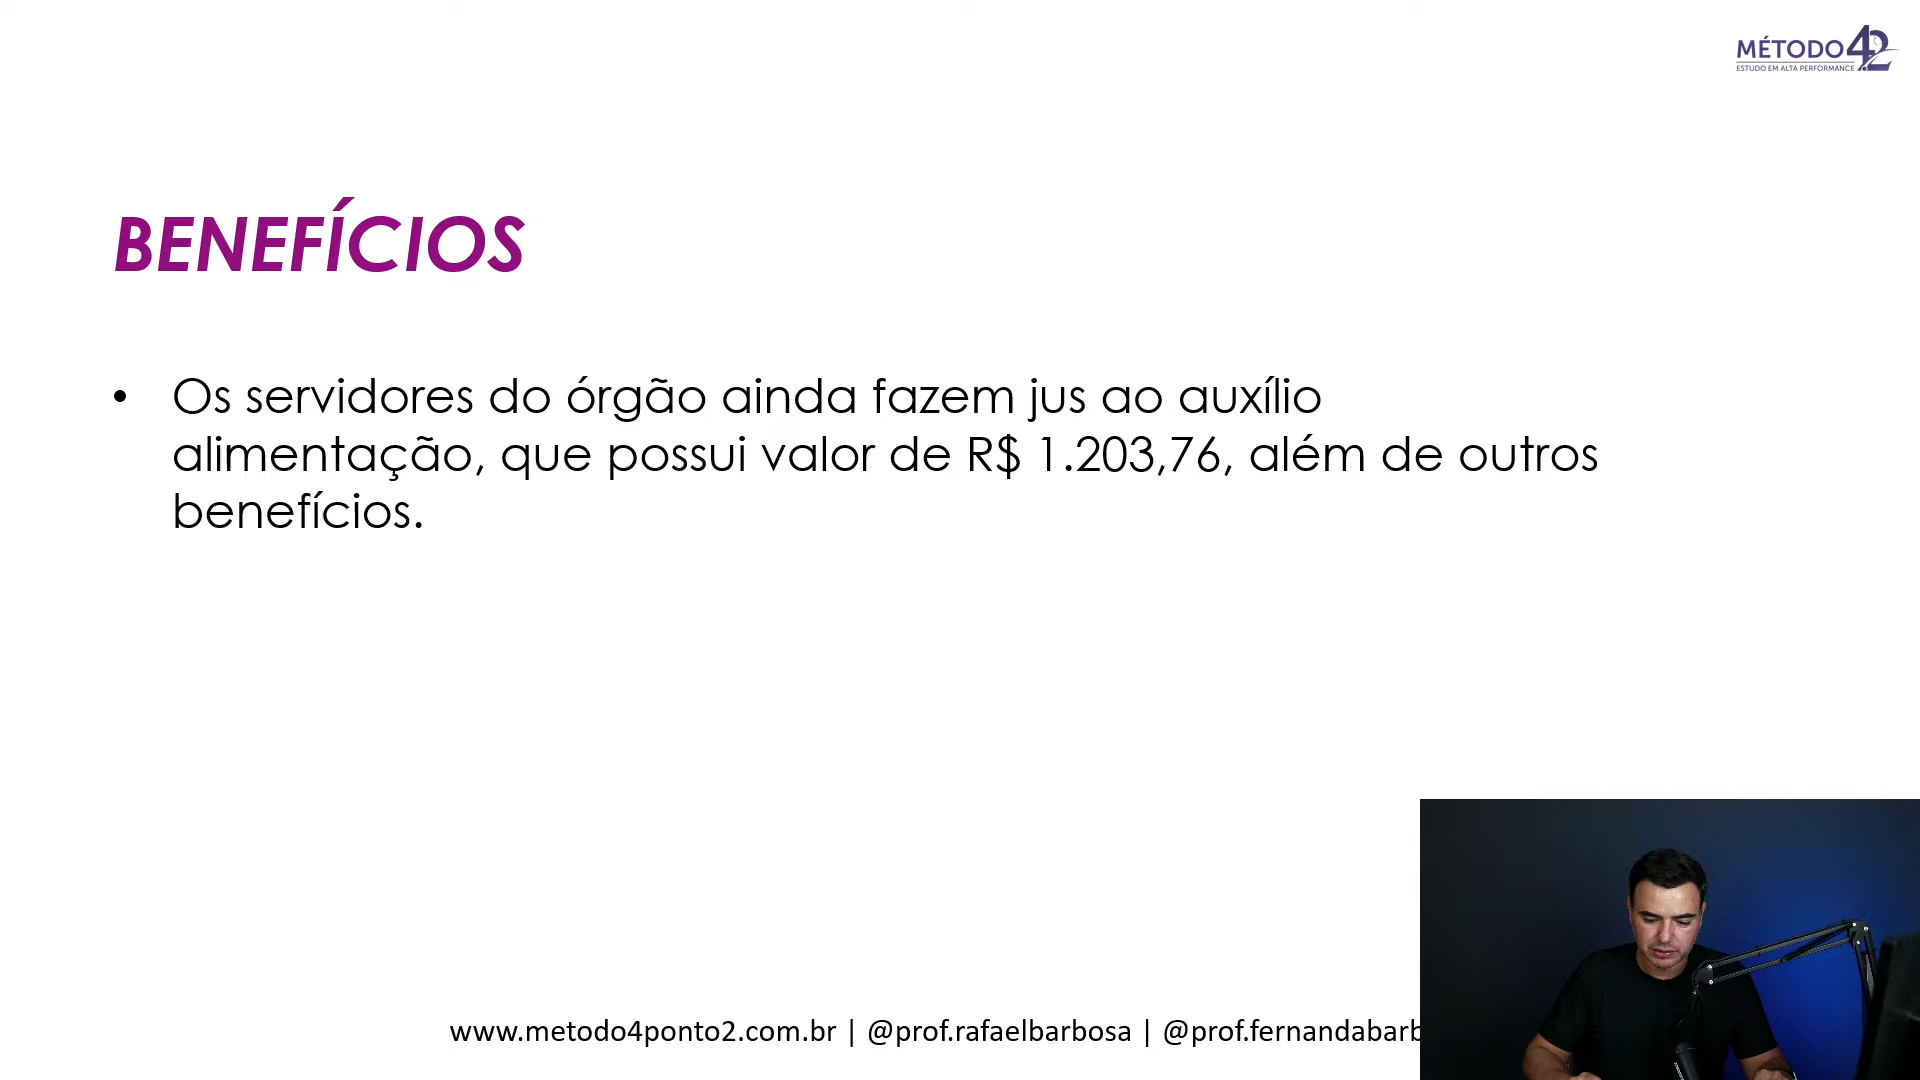 MÉTODO 4.2
ESTUDO EM ALTA PERFORMANCE
BENEFÍCIOS
• Os servidores do órgão ainda fazem jus ao auxílio
alimentação, que possui valor de R$ 1.203,76, além de outros
benefícios.
www.metodo4ponto2.com.br | @prof.rafaelbarbosa | @prof.fernandabarb